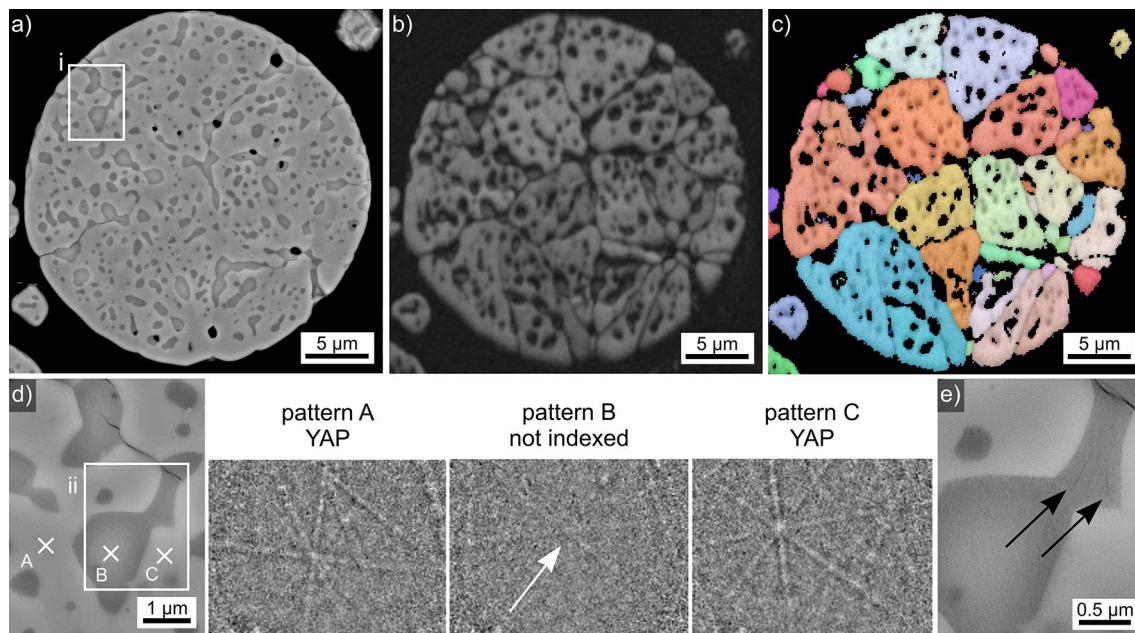 a)
i
5 µm
b)
5 µm
c)
5 µm
d)
ii
A
B
C
1 µm
pattern A
YAP
pattern B
not indexed
pattern C
YAP
e)
0.5 µm